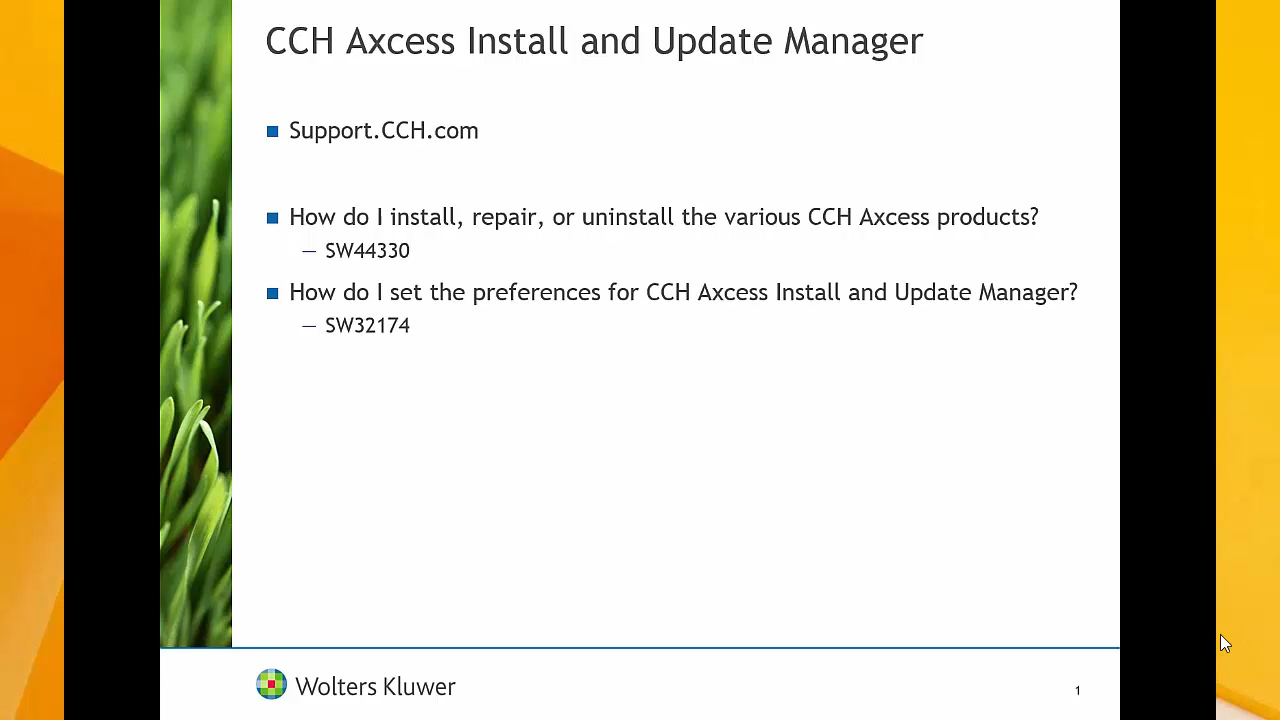 CCH Axcess Install and Update Manager
Support.CCH.com
How do I install, repair, or uninstall the various CCH Axcess products?
– SW44330
How do I set the preferences for CCH Axcess Install and Update Manager?
– SW32174
Wolters Kluwer
1